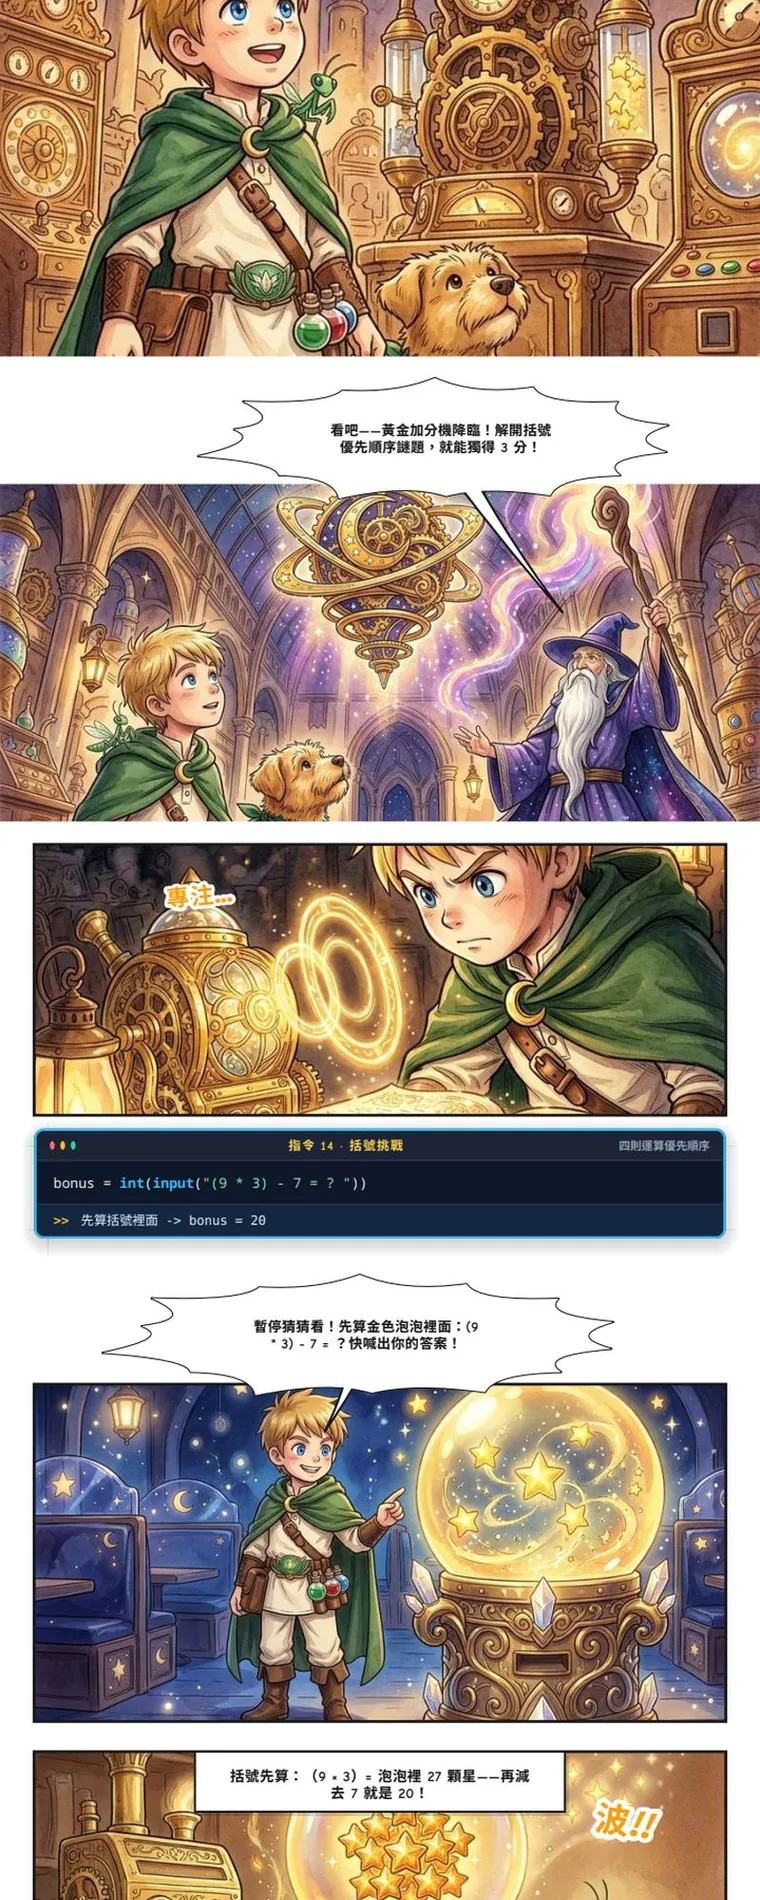 看吧——黃金加分機降臨！解開括號
優先順序謎題，就能獨得 3 分！
專注...
指令 14 · 括號挑戰
四則運算優先順序
bonus = int(input("(9 * 3) - 7 = ? "))
>> 先算括號裡面 -> bonus = 20
暫停猜猜看！先算金色泡泡裡面：(9
* 3) - 7 = ？快喊出你的答案！
括號先算：（9 × 3）= 泡泡裡 27 顆星——再減
去 7 就是 20！
波!!